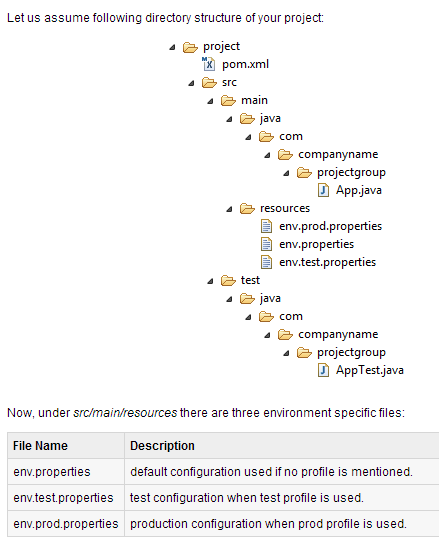 Let us assume following directory structure of your project:
project
pom.xml
src
main
java
com
companyname
projectgroup
App.java
resources
env.prod.properties
env.properties
env.test.properties
test
java
com
companyname
projectgroup
AppTest.java
Now, under src/main/resources there are three environment specific files:
File Name Description
env.properties default configuration used if no profile is mentioned.
env.test.properties test configuration when test profile is used.
env.prod.properties production configuration when prod profile is used.